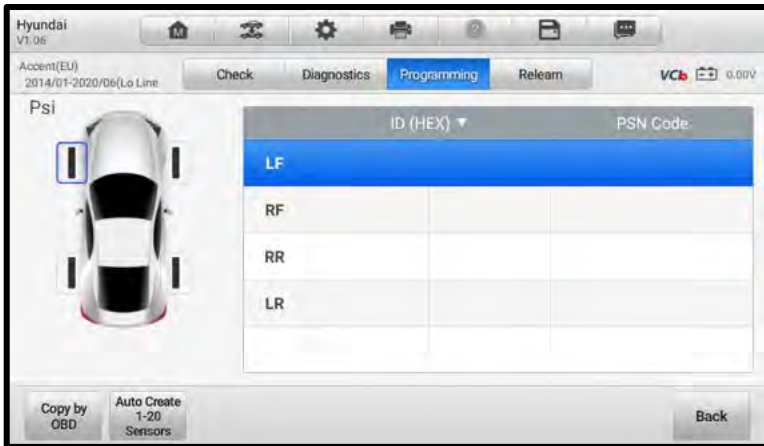 Hyundai
V1.06
M
Accent(EU)
2014/01-2020/06(Lo Line
Check
Diagnostics
Programming
Relearn
VCb
0.00V
Psi
ID (HEX) ▼
PSN Code
LF
RF
RR
LR
Copy by
OBD
Auto Create
1-20
Sensors
Back